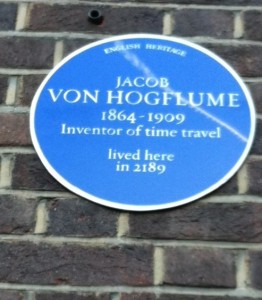 ENGLISH HERITAGE
JACOB
VON HOGFLUME
1864-1909
Inventor of time travel
lived here
in 2189